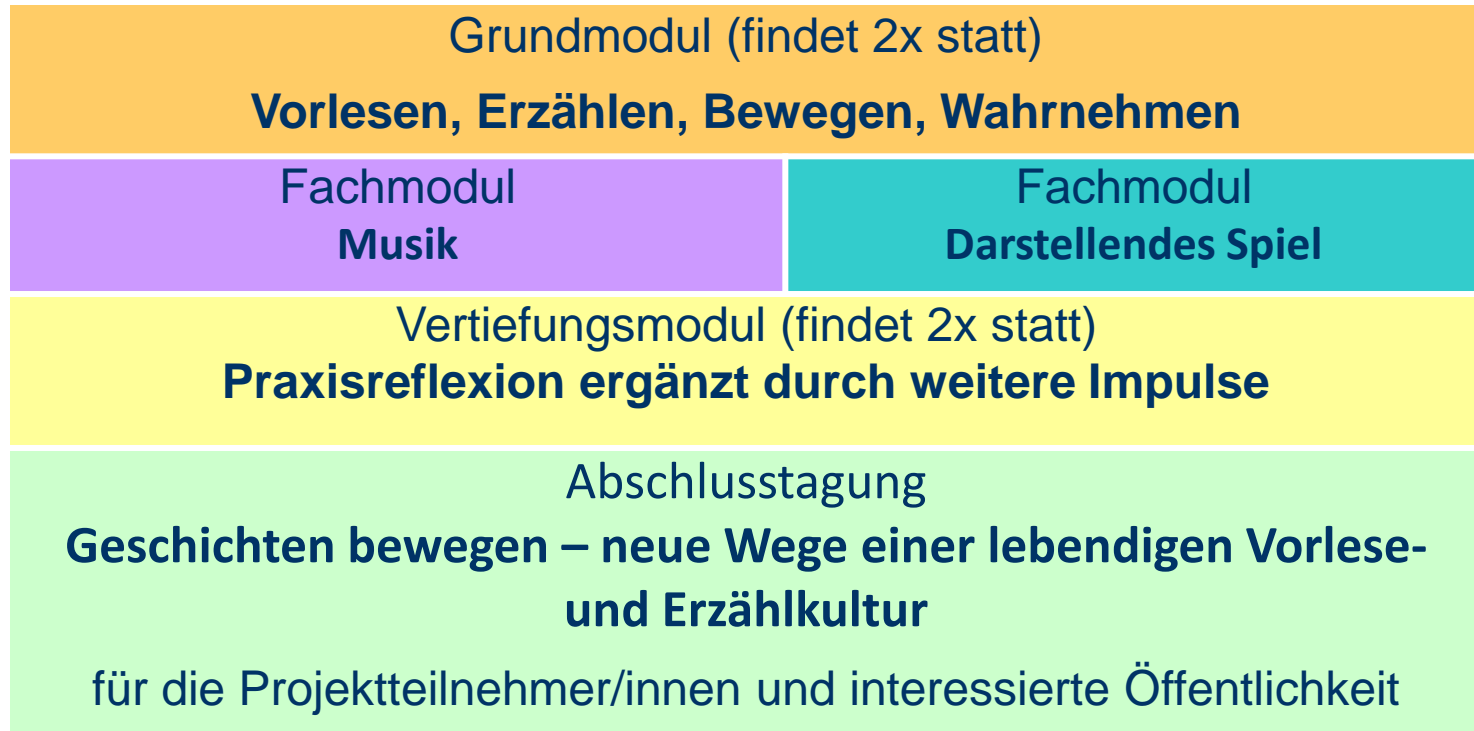 Grundmodul (findet 2x statt)
Vorlesen, Erzählen, Bewegen, Wahrnehmen
Fachmodul
Musik
Fachmodul
Darstellendes Spiel
Vertiefungsmodul (findet 2x statt)
Praxisreflexion ergänzt durch weitere Impulse
Abschlusstagung
Geschichten bewegen – neue Wege einer lebendigen Vorlese-
und Erzählkultur
für die Projektteilnehmer/innen und interessierte Öffentlichkeit